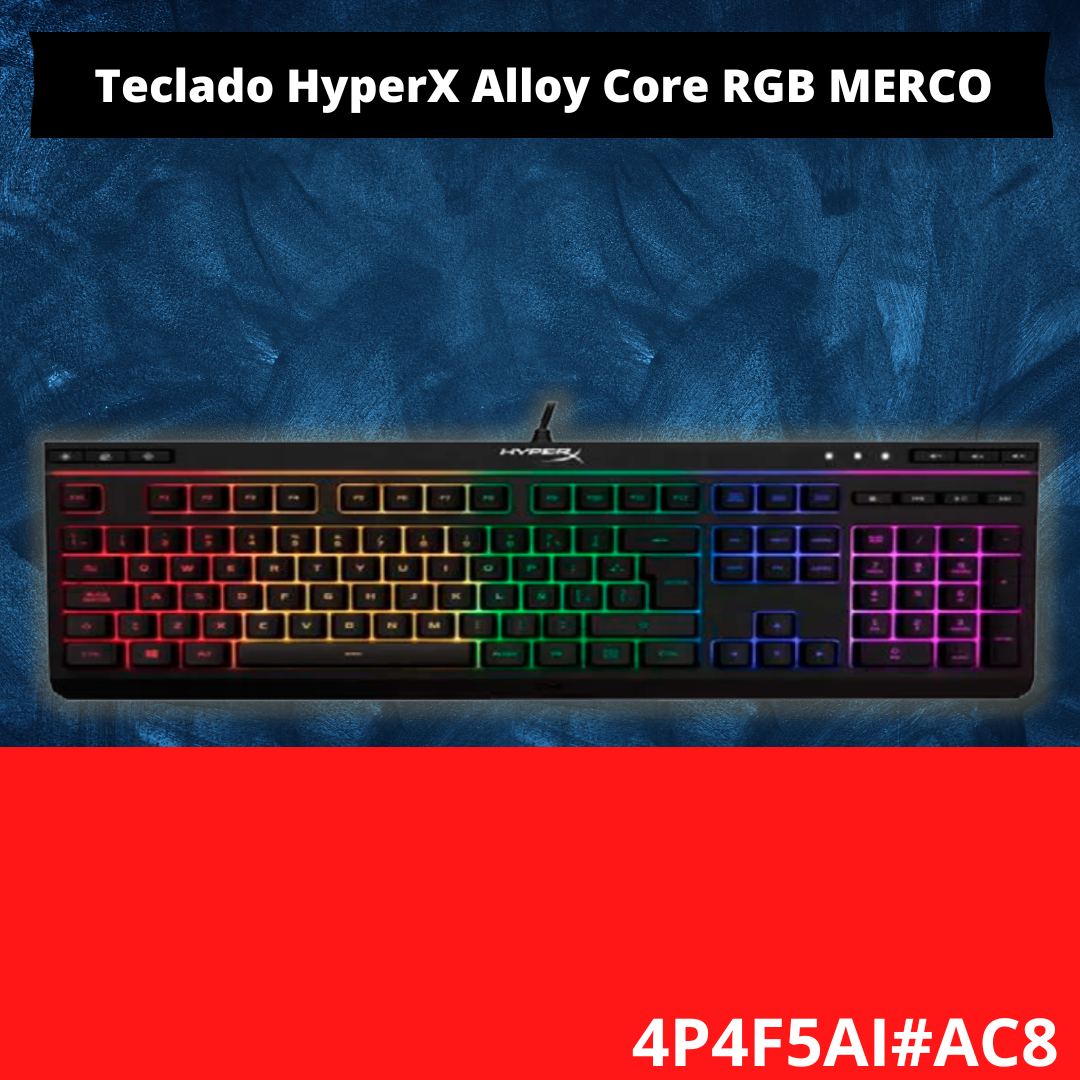 Teclado HyperX Alloy Core RGB MERCO
HYPERX
Q W E R T Y U I O P
A S D F G H J K L Ñ
Z X C V B N M
4P4F5AI#AC8